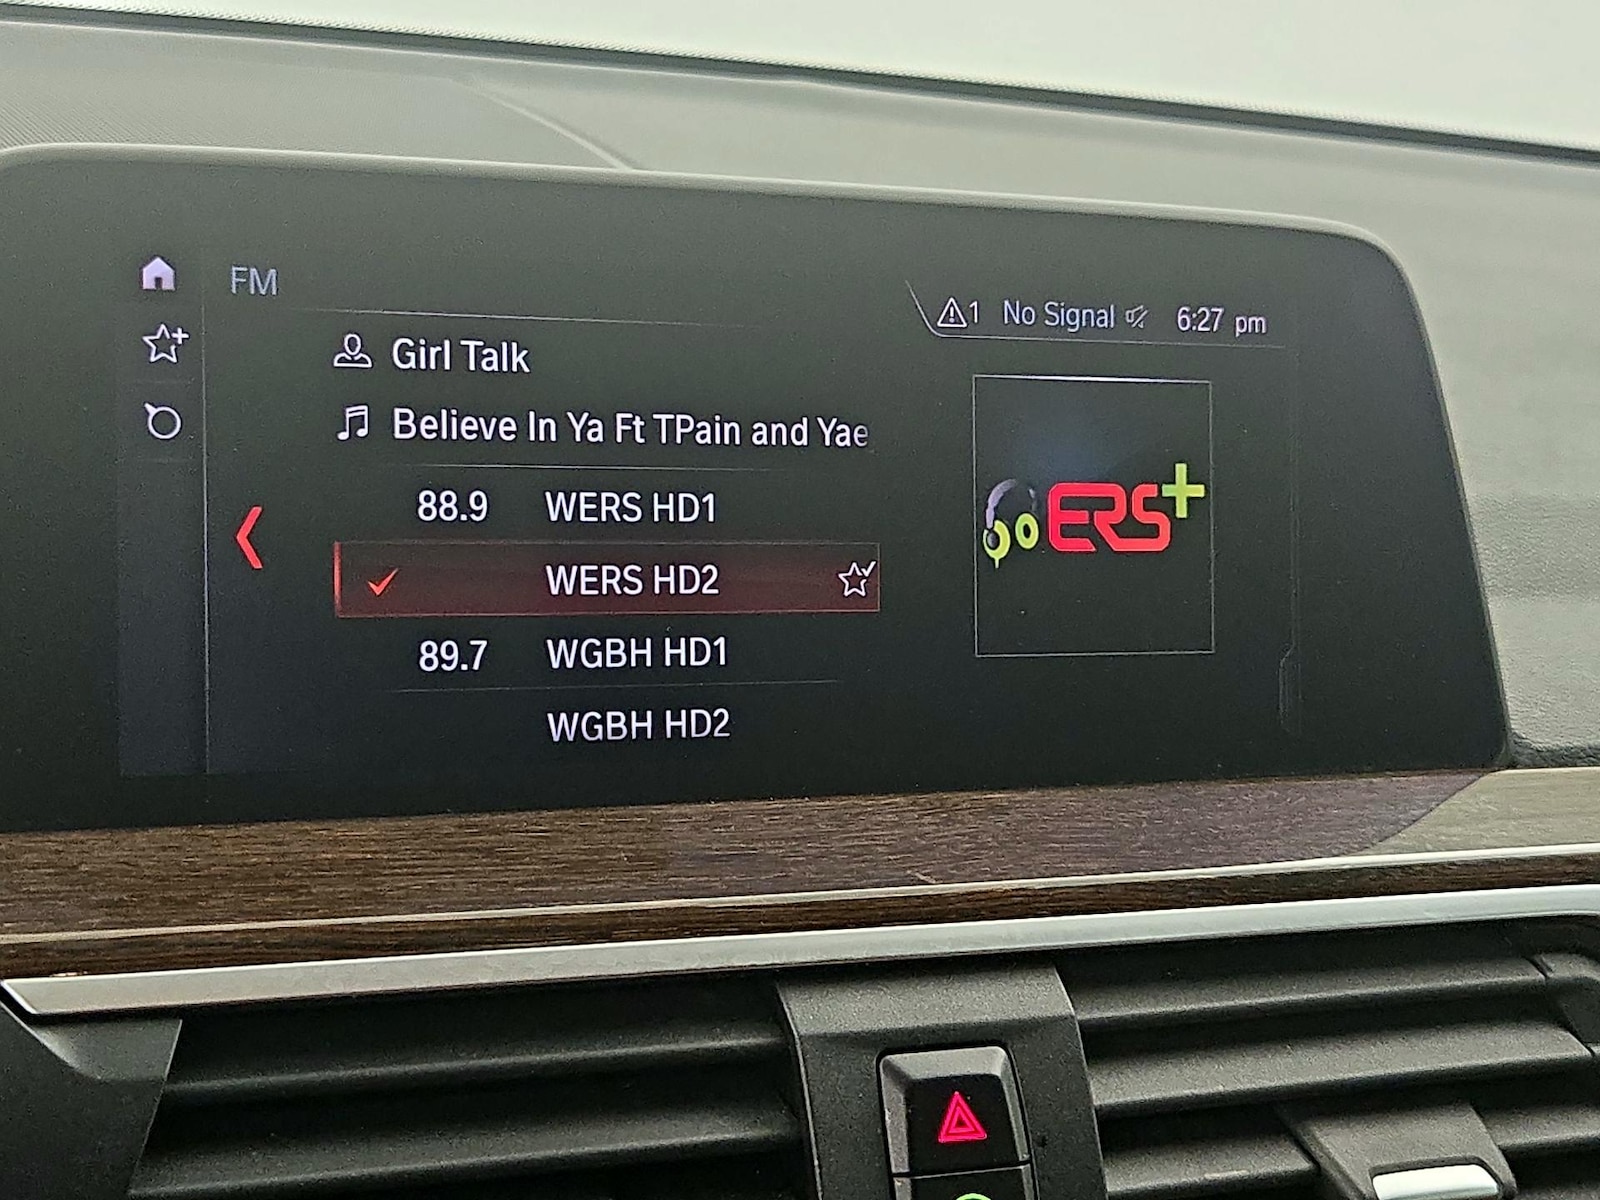 FM
1 No Signal 6:27 pm
Girl Talk
Believe In Ya Ft TPain and Yae
88.9 WERS HD1
WERS HD2
89.7 WGBH HD1
WGBH HD2
ERS+